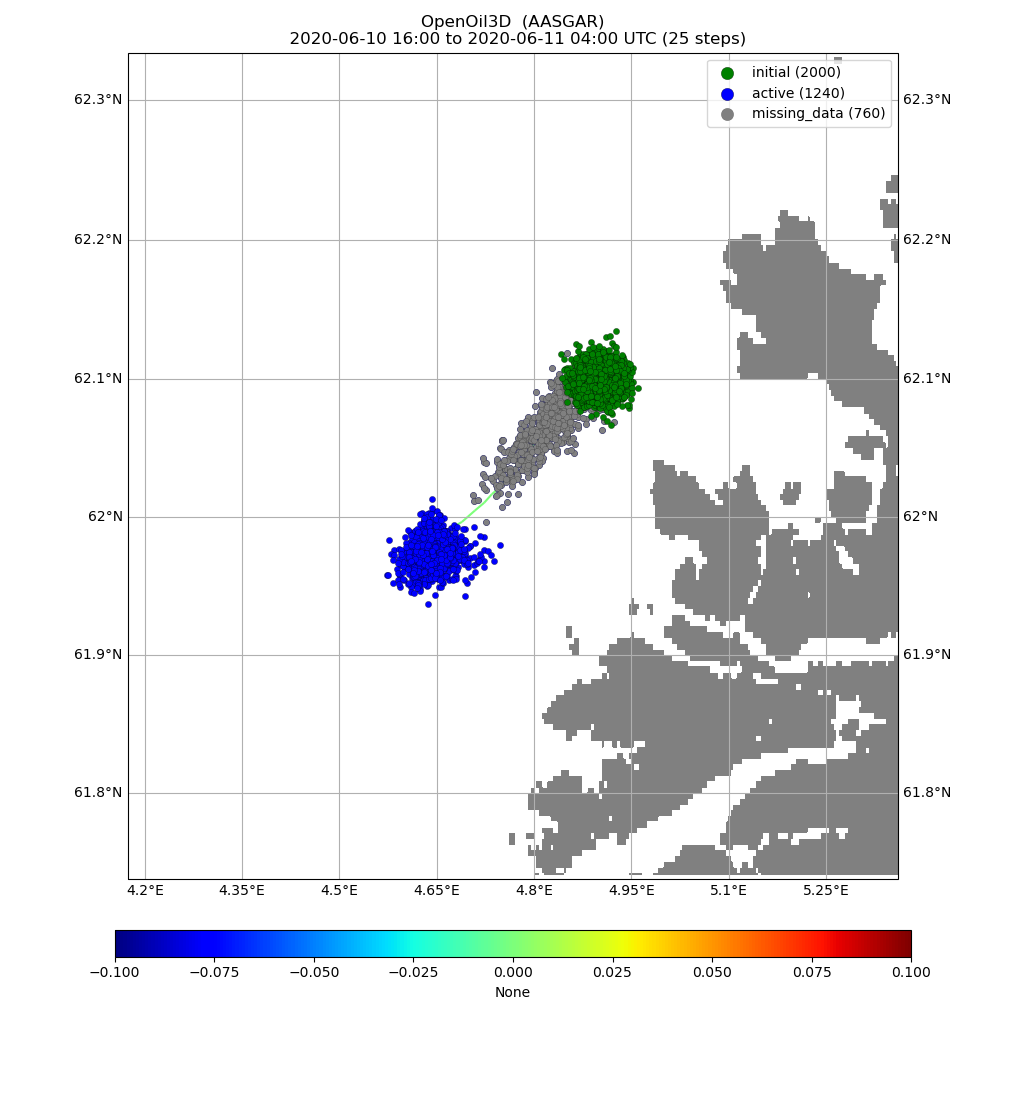 OpenOil3D (AASGAR)
2020-06-10 16:00 to 2020-06-11 04:00 UTC (25 steps)
initial (2000)
active (1240)
missing_data (760)
62.3°N 62.3°N
62.2°N 62.2°N
62.1°N 62.1°N
62°N 62°N
61.9°N 61.9°N
61.8°N 61.8°N
4.2°E 4.35°E 4.5°E 4.65°E 4.8°E 4.95°E 5.1°E 5.25°E
−0.100 −0.075 −0.050 −0.025 0.000 0.025 0.050 0.075 0.100
None